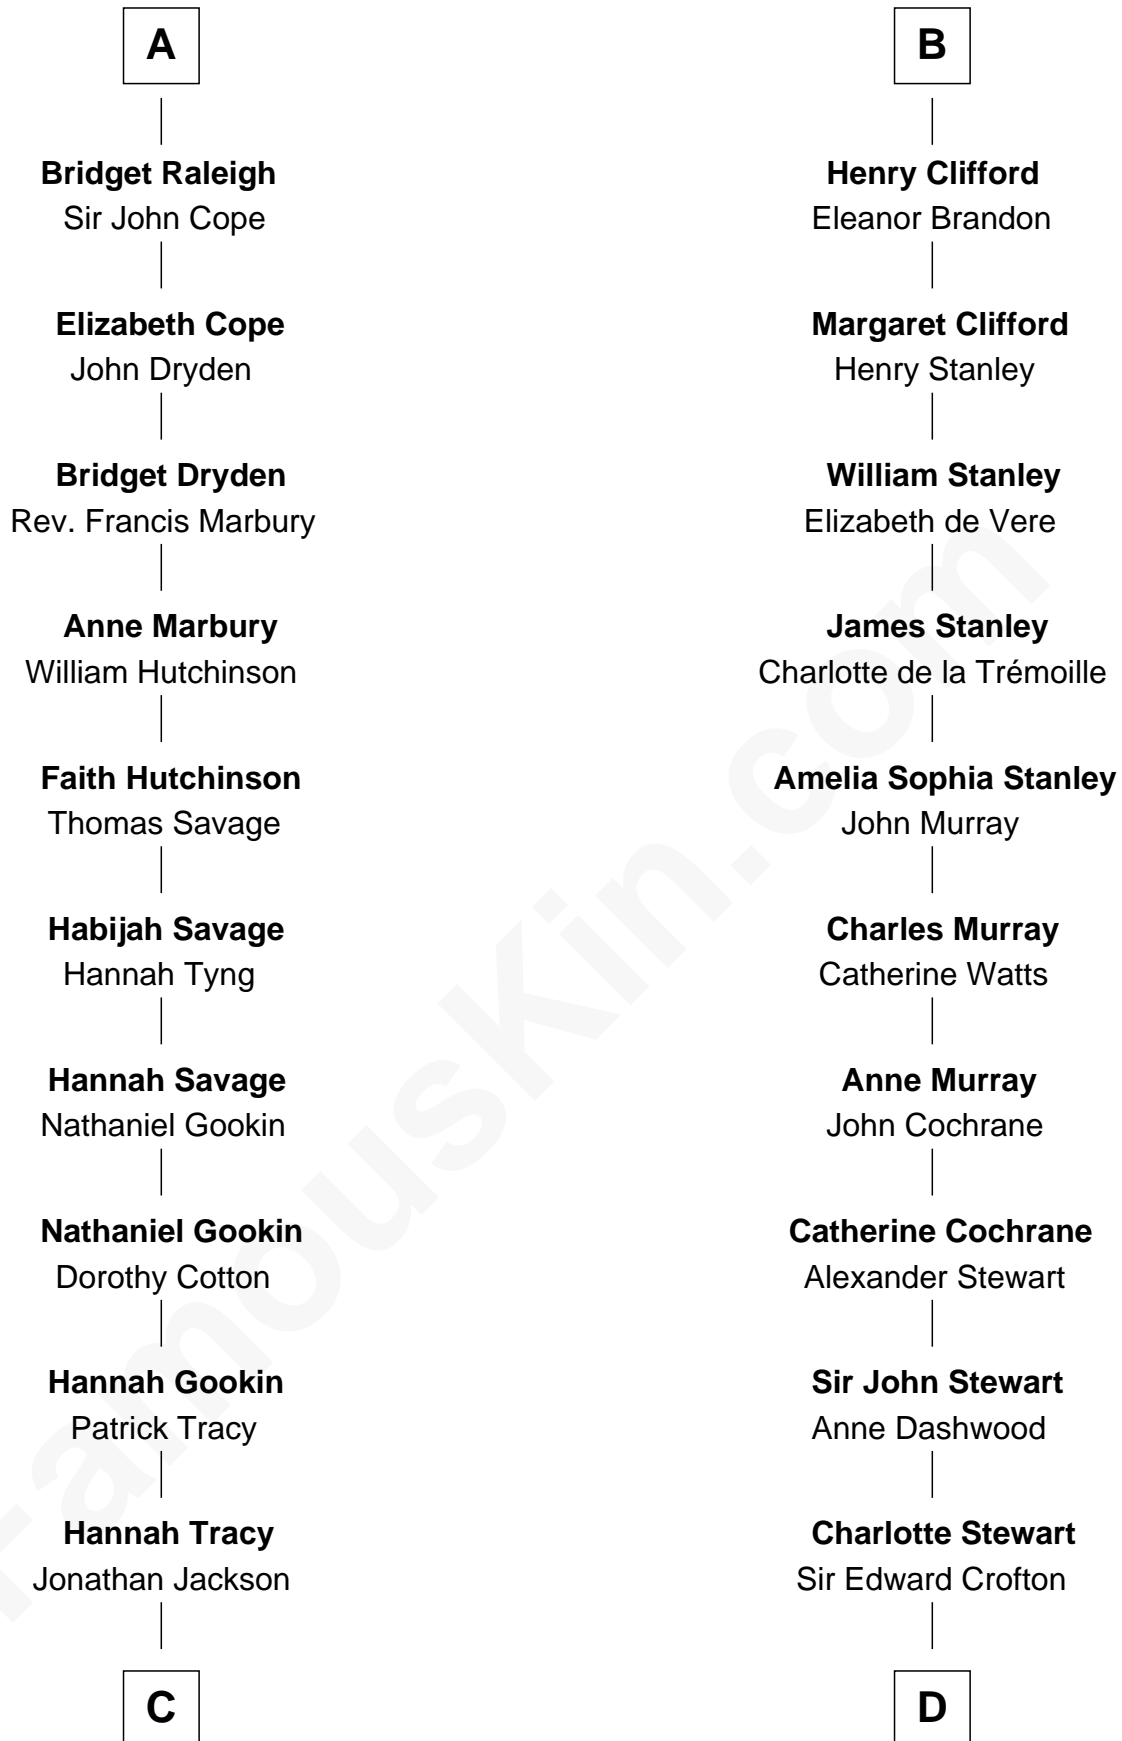 A
Bridget Raleigh
Sir John Cope
Elizabeth Cope
John Dryden
Bridget Dryden
Rev. Francis Marbury
Anne Marbury
William Hutchinson
Faith Hutchinson
Thomas Savage
Habijah Savage
Hannah Tyng
Hannah Savage
Nathaniel Gookin
Nathaniel Gookin
Dorothy Cotton
Hannah Gookin
Patrick Tracy
Hannah Tracy
Jonathan Jackson
C
B
Henry Clifford
Eleanor Brandon
Margaret Clifford
Henry Stanley
William Stanley
Elizabeth de Vere
James Stanley
Charlotte de la Trémoille
Amelia Sophia Stanley
John Murray
Charles Murray
Catherine Watts
Anne Murray
John Cochrane
Catherine Cochrane
Alexander Stewart
Sir John Stewart
Anne Dashwood
Charlotte Stewart
Sir Edward Crofton
D
FamousKin.com